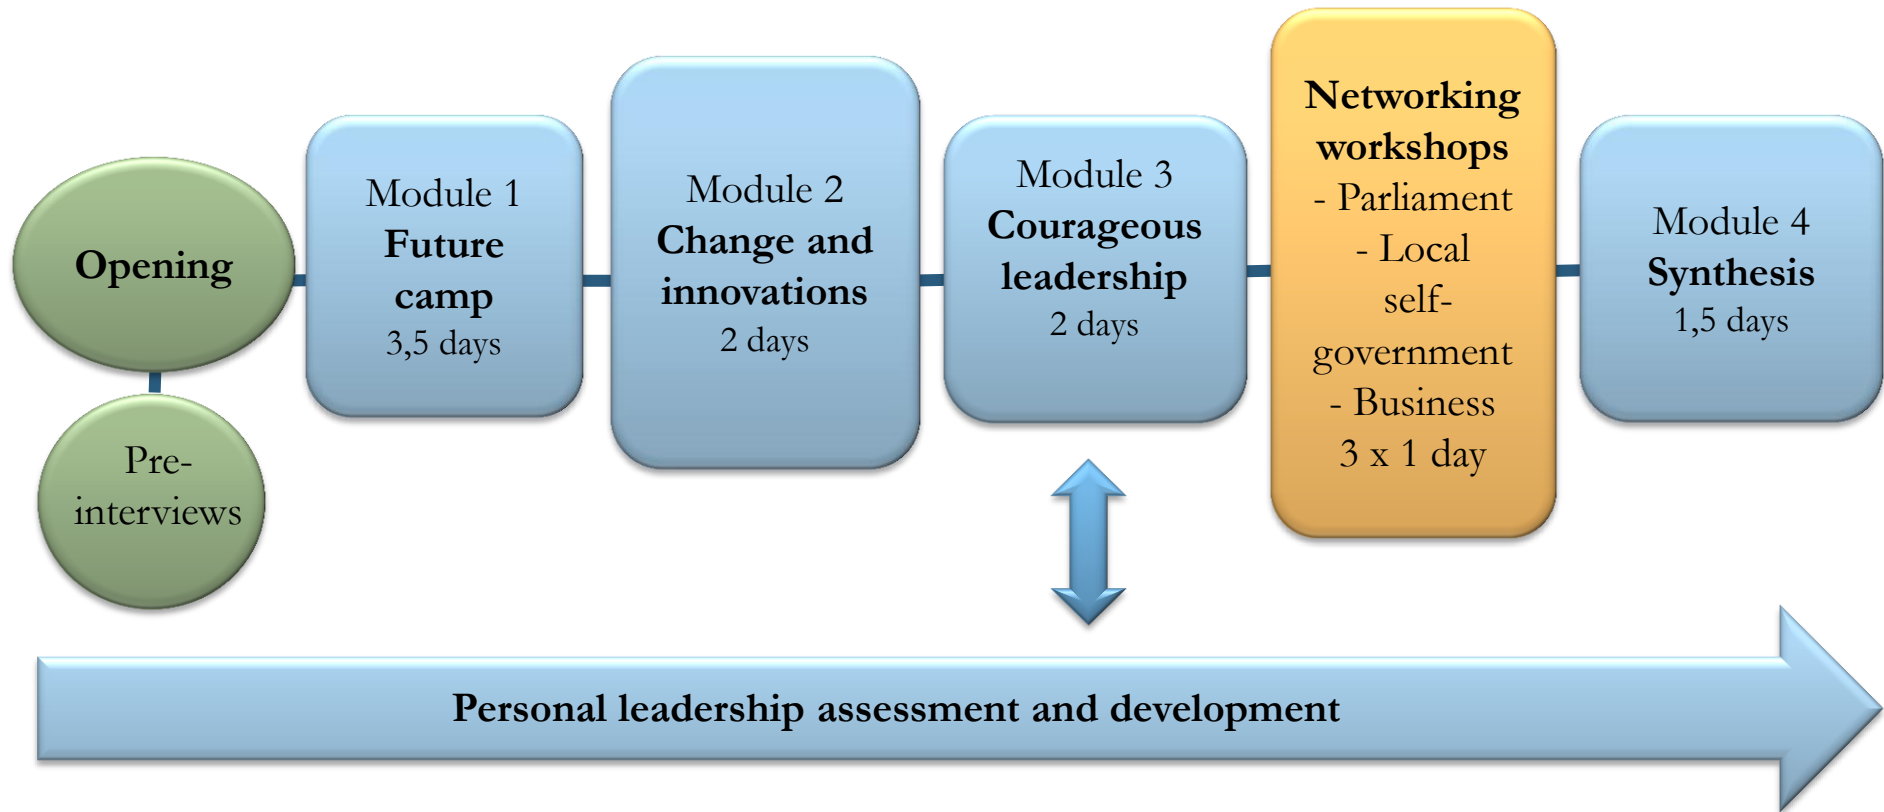 Opening
Pre-
interviews
Module 1
Future
camp
3,5 days
Module 2
Change and
innovations
2 days
Module 3
Courageous
leadership
2 days
Networking
workshops
- Parliament
- Local
self-
government
- Business
3 x 1 day
Module 4
Synthesis
1,5 days
Personal leadership assessment and development